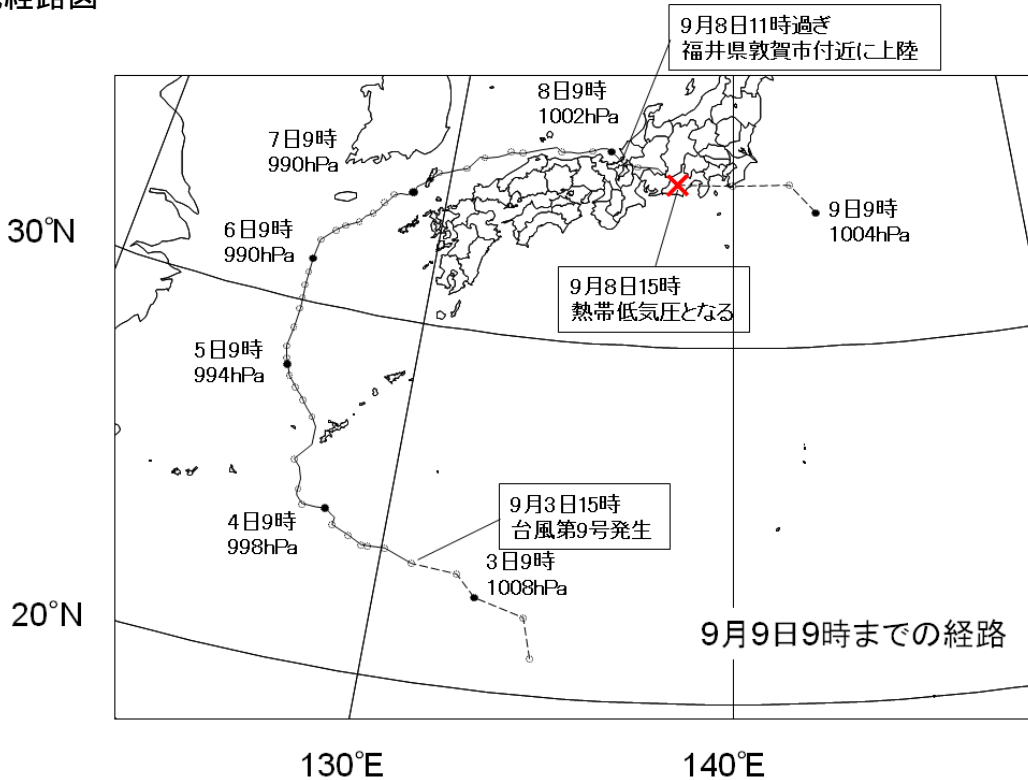 経路図
9月8日11時過ぎ
福井県敦賀市付近に上陸
8日9時
1002hPa
7日9時
990hPa
6日9時
990hPa
30°N
9日9時
1004hPa
9月8日15時
熱帯低気圧となる
5日9時
994hPa
9月3日15時
台風第9号発生
4日9時
998hPa
3日9時
1008hPa
20°N
9月9日9時までの経路
130°E
140°E